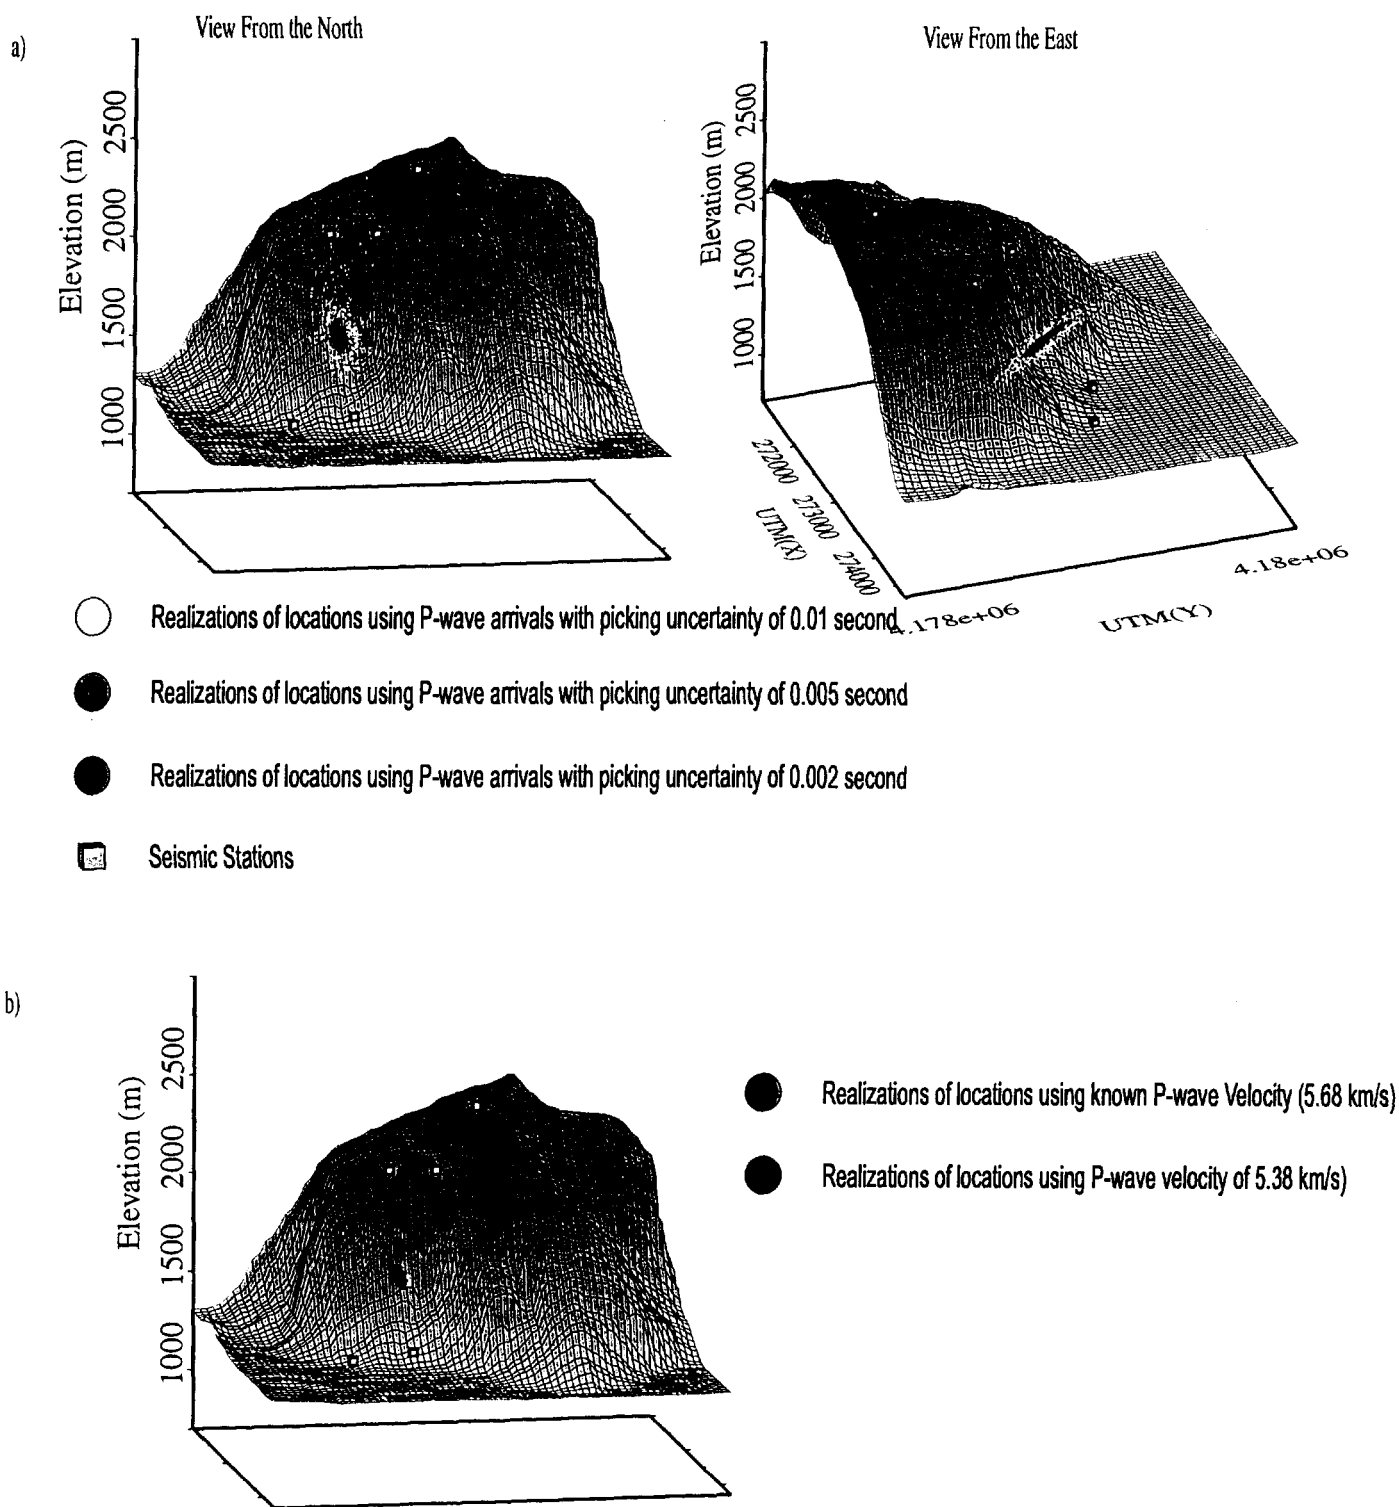 a)
View From the North
View From the East
Elevation (m)
2500
2000
1500
1000
Elevation (m)
2500
2000
1500
1000
272000
273000
274000
UTM(X)
4.178e+06
4.18e+06
UTM(Y)
Realizations of locations using P-wave arrivals with picking uncertainty of 0.01 second
Realizations of locations using P-wave arrivals with picking uncertainty of 0.005 second
Realizations of locations using P-wave arrivals with picking uncertainty of 0.002 second
Seismic Stations
b)
Elevation (m)
2500
2000
1500
1000
Realizations of locations using known P-wave Velocity (5.68 km/s)
Realizations of locations using P-wave velocity of 5.38 km/s)